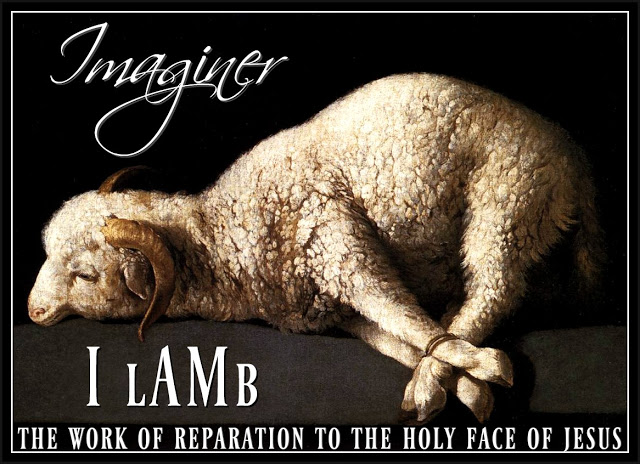 Imaginer
I LAMB
THE WORK OF REPARATION TO THE HOLY FACE OF JESUS